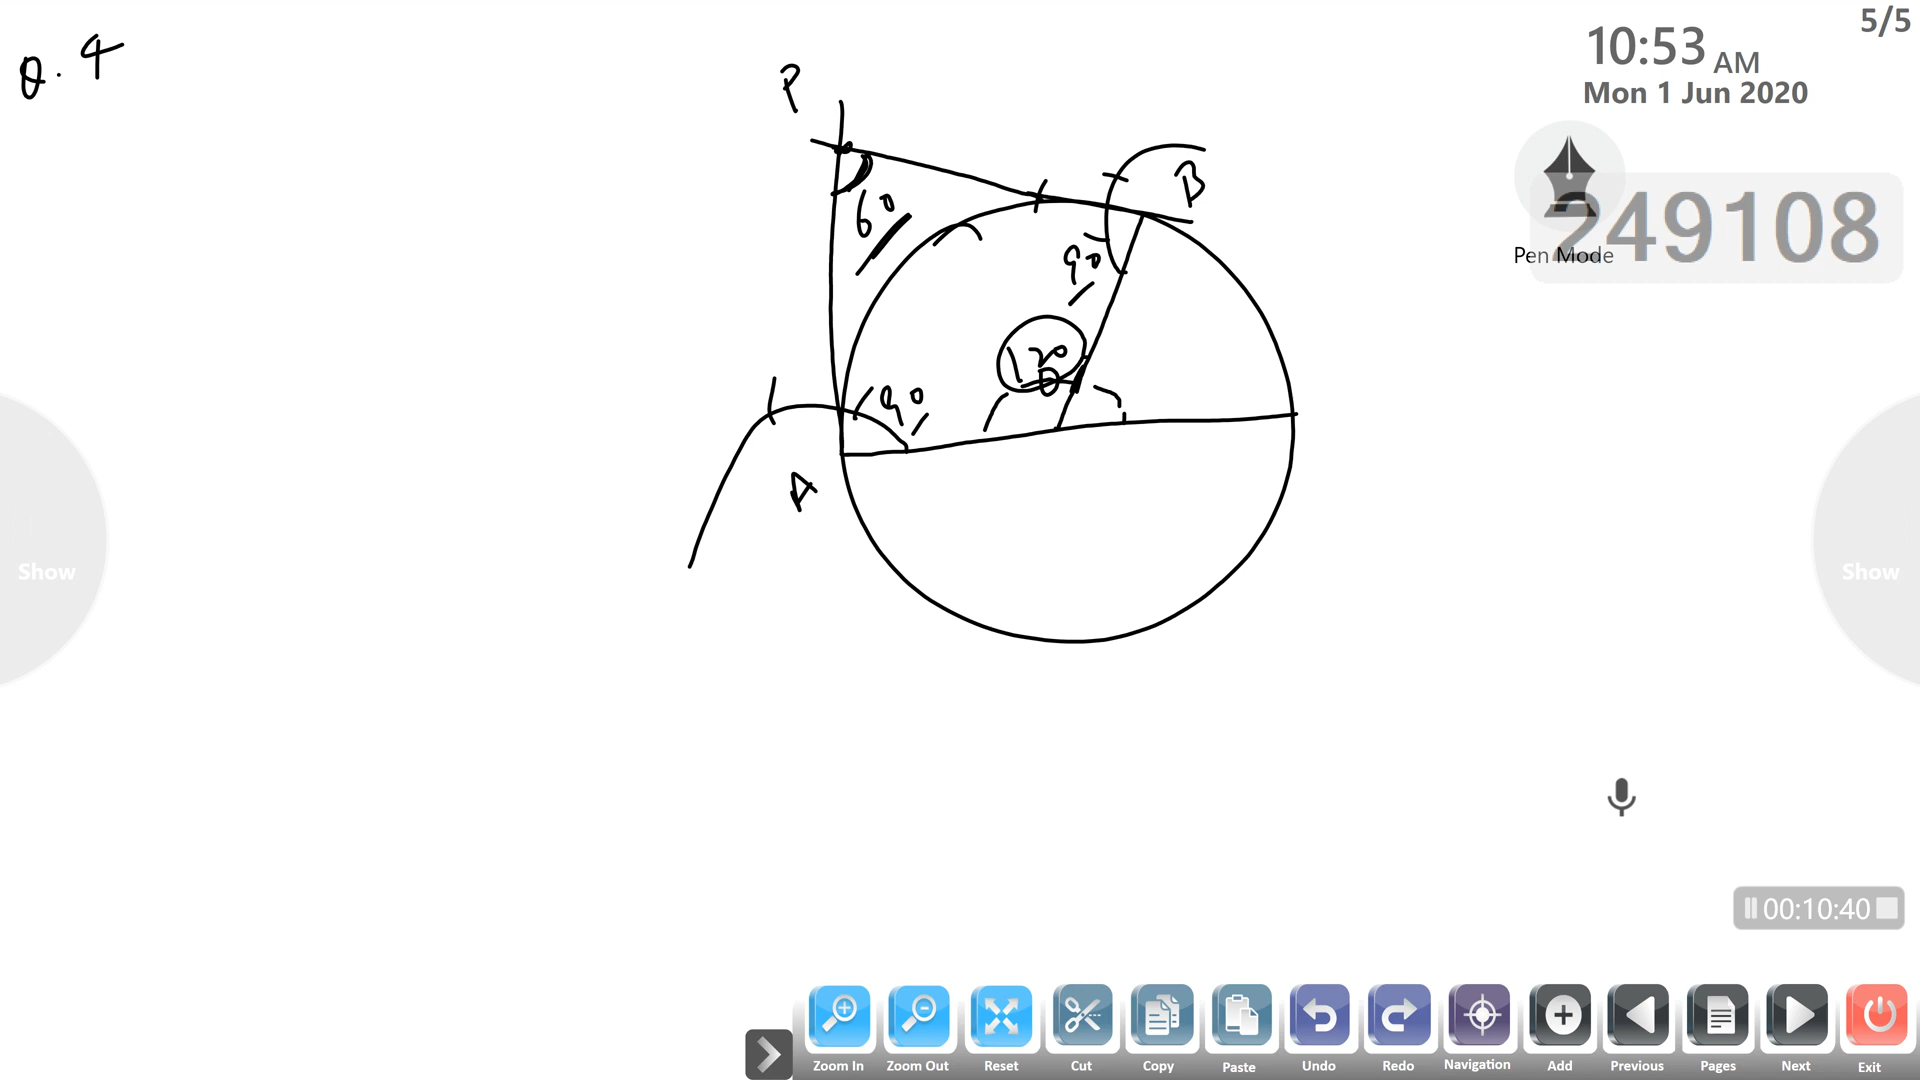 Q.4
5/5
10:53 AM
Mon 1 Jun 2020
P
B
60
249108
Pen Mode
90
120
90
A
Show
Show
00:10:40
Zoom In
Zoom Out
Reset
Cut
Copy
Paste
Undo
Redo
Navigation
Add
Previous
Pages
Next
Exit